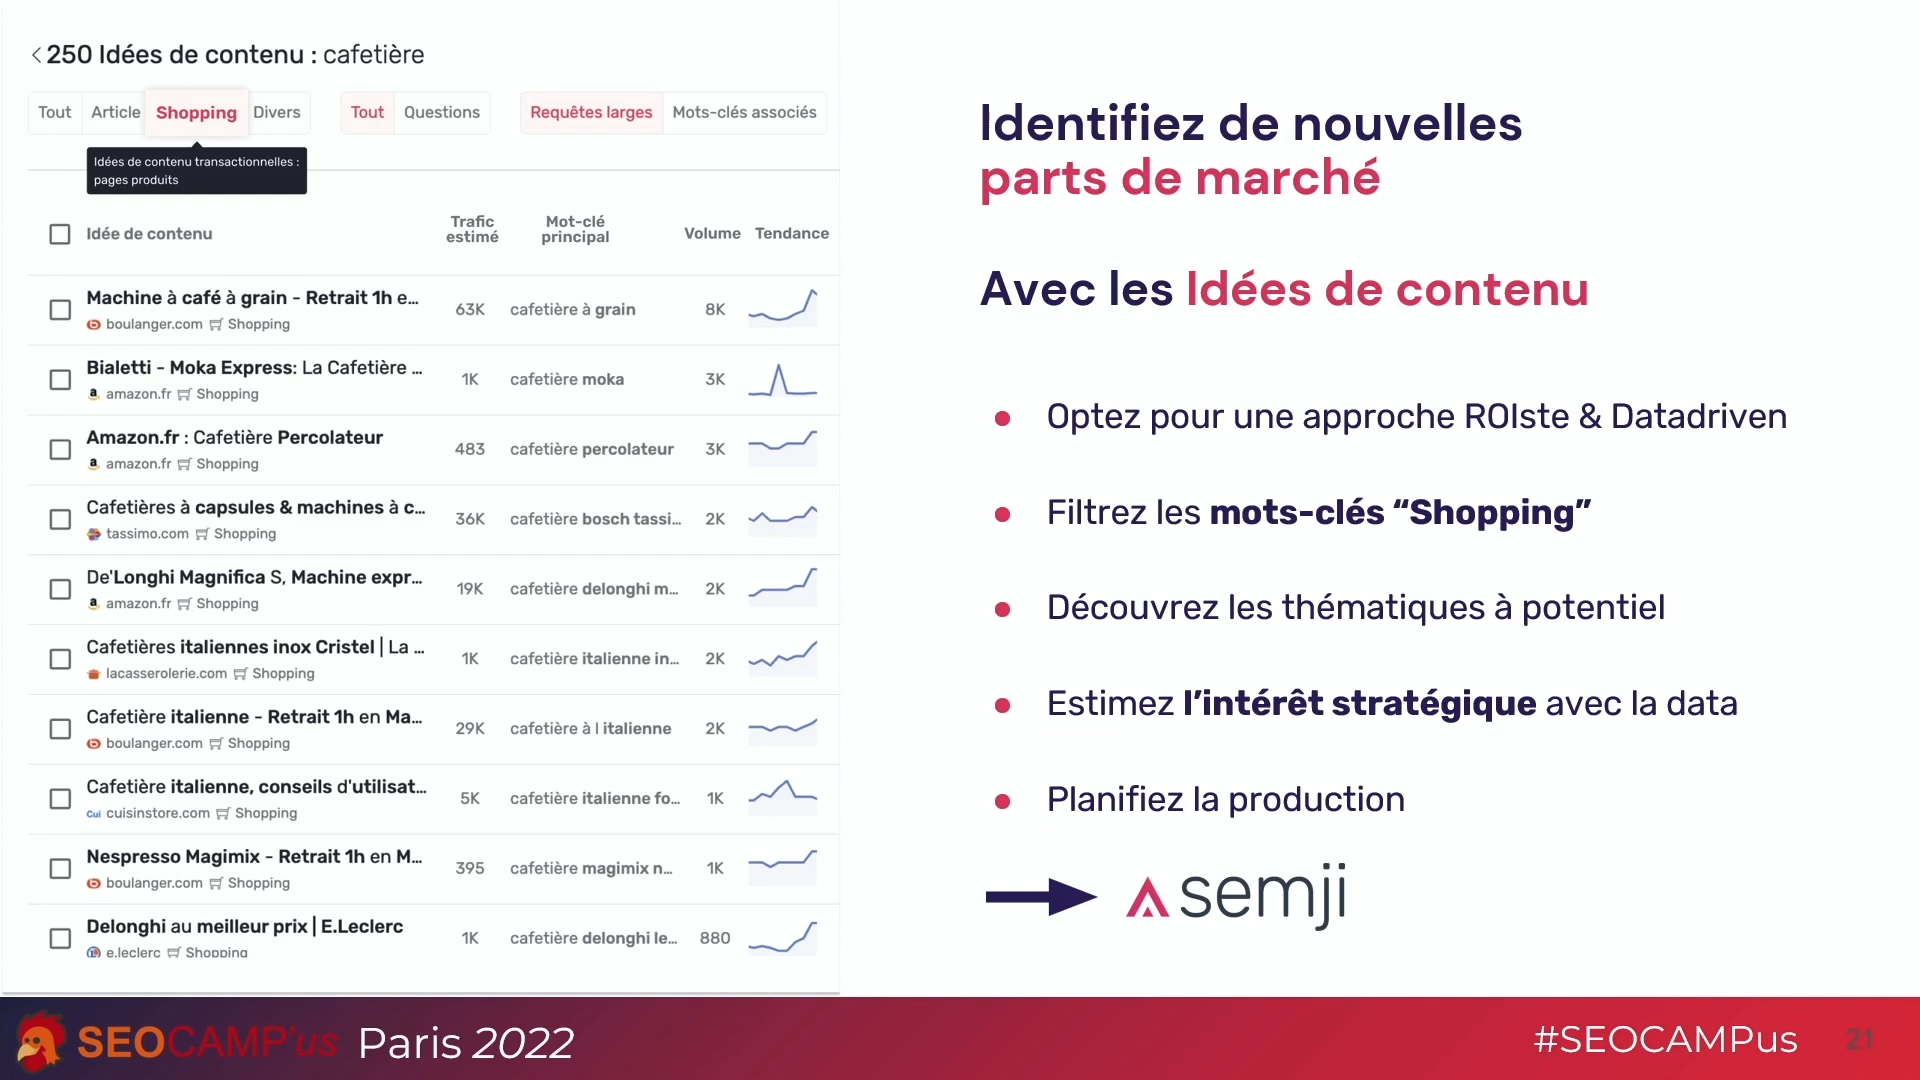 250 Idées de contenu : cafetière
Tout Article Shopping Divers Tout Questions Requêtes larges Mots-clés associés
Idées de contenu transactionnelles :
pages produits
Idée de contenu Trafic estimé Mot-clé principal Volume Tendance
Machine à café à grain - Retrait 1h e... 63K cafetière à grain 8K
boulanger.com Shopping
Bialetti - Moka Express: La Cafetière ... 1K cafetière moka 3K
amazon.fr Shopping
Amazon.fr : Cafetière Percolateur 483 cafetière percolateur 3K
amazon.fr Shopping
Cafetières à capsules & machines à c... 36K cafetière bosch tassi... 2K
tassimo.com Shopping
De'Longhi Magnifica S, Machine expr... 19K cafetière delonghi m... 2K
amazon.fr Shopping
Cafetières italiennes inox Cristel | La ... 1K cafetière italienne in... 2K
lacasserolerie.com Shopping
Cafetière italienne - Retrait 1h en Ma... 29K cafetière à l italienne 2K
boulanger.com Shopping
Cafetière italienne, conseils d'utilisat... 5K cafetière italienne fo... 1K
Cui cuisinstore.com Shopping
Nespresso Magimix - Retrait 1h en M... 395 cafetière magimix n... 1K
boulanger.com Shopping
Delonghi au meilleur prix | E.Leclerc 1K cafetière delonghi le... 880
e.leclerc Shopping
Identifiez de nouvelles
parts de marché
Avec les Idées de contenu
● Optez pour une approche ROIste & Datadriven
● Filtrez les mots-clés “Shopping”
● Découvrez les thématiques à potentiel
● Estimez l’intérêt stratégique avec la data
● Planifiez la production
semji
SEOCAMP'us Paris 2022
#SEOCAMPus 21